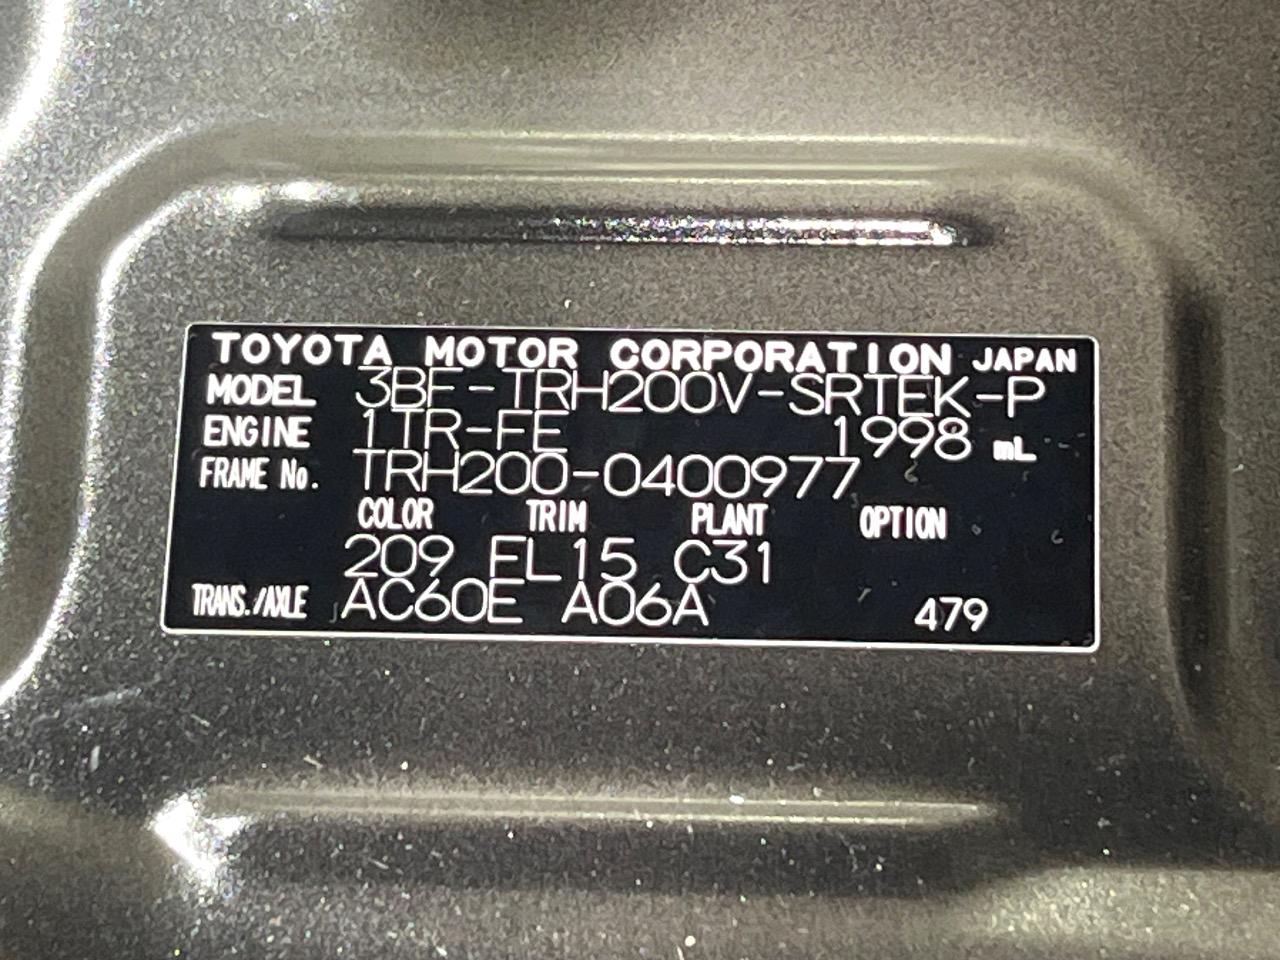 TOYOTA MOTOR CORPORATION JAPAN
MODEL 3BF-TRH200V-SRTEK-P
ENGINE 1TR-FE 1998 mL
FRAME No. TRH200-0400977
COLOR TRIM PLANT OPTION
209 FL15 C31
TRANS./AXLE AC60E A06A 479